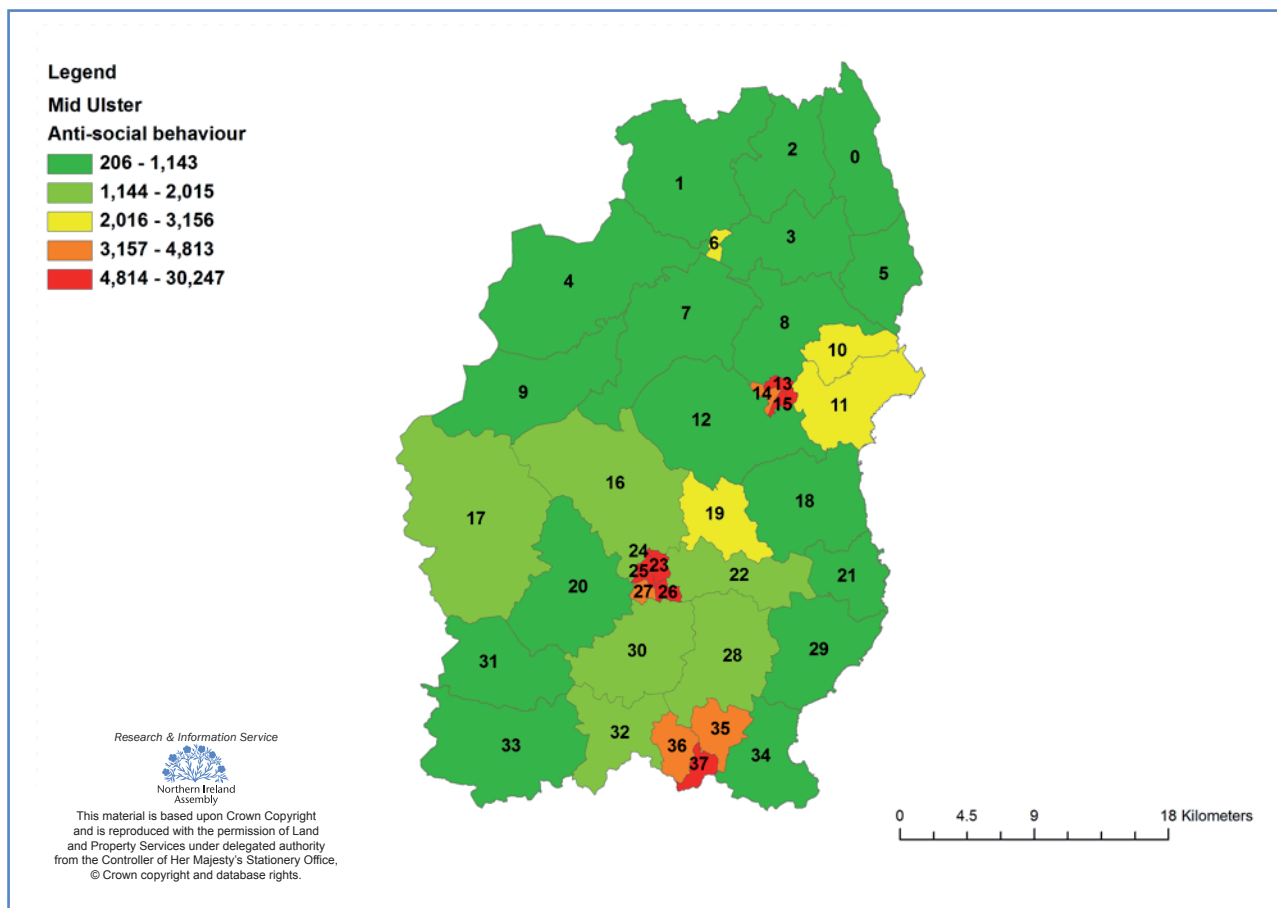 Legend
Mid Ulster
Anti-social behaviour
206 - 1,143
1,144 - 2,015
2,016 - 3,156
3,157 - 4,813
4,814 - 30,247
0
2
1
3
6
5
4
7
8
10
9
13
14
15
11
12
16
18
17
19
24
23
25
22
21
20
27
26
30
28
29
31
32
35
36
33
34
37
Research & Information Service
Northern Ireland
Assembly
This material is based upon Crown Copyright
and is reproduced with the permission of Land
and Property Services under delegated authority
from the Controller of Her Majesty's Stationery Office,
© Crown copyright and database rights.
0 4.5 9 18 Kilometers